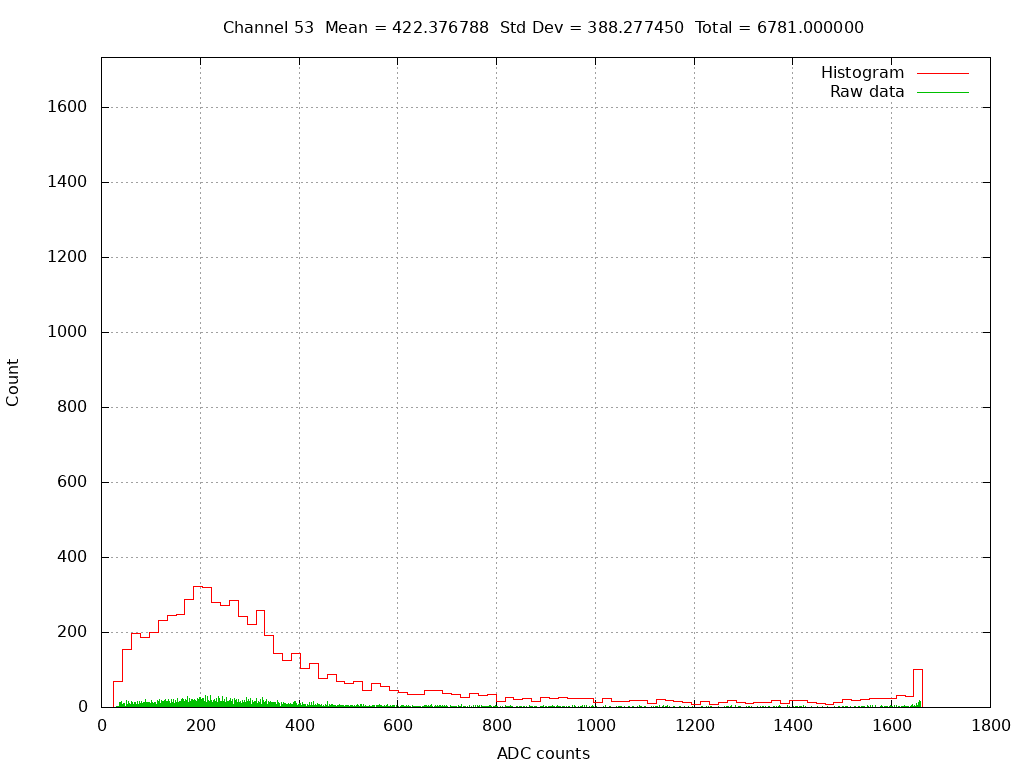 Channel 53  Mean = 422.376788  Std Dev = 388.277450  Total = 6781.000000
Histogram
Raw data
1600
1400
1200
1000
800
600
400
200
0
Count
0 200 400 600 800 1000 1200 1400 1600 1800
ADC counts